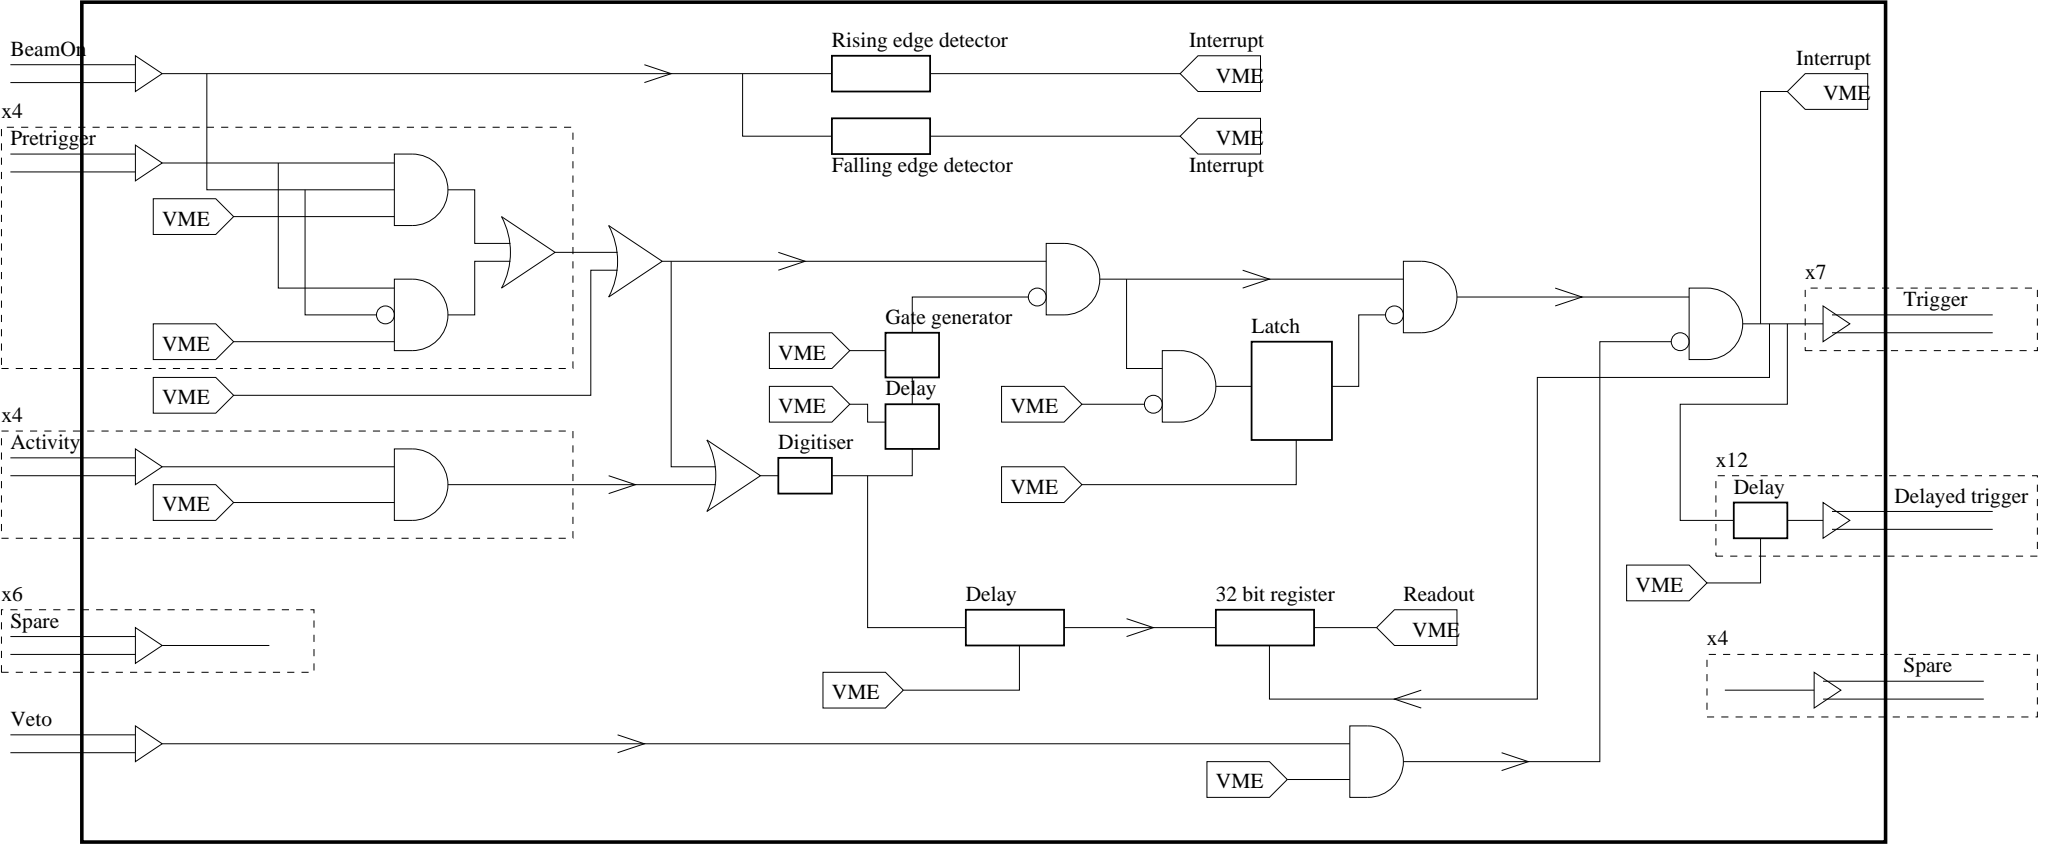 BeamOn
Rising edge detector
Interrupt
VME
Interrupt
VME
x4
Pretrigger
VME
Falling edge detector
Interrupt
VME
VME
VME
x7
Trigger
Gate generator
VME
Latch
Delay
VME
VME
x4
Activity
VME
Digitiser
VME
x12
Delay
Delayed trigger
VME
x6
Spare
Delay
32 bit register
Readout
VME
VME
x4
Spare
Veto
VME